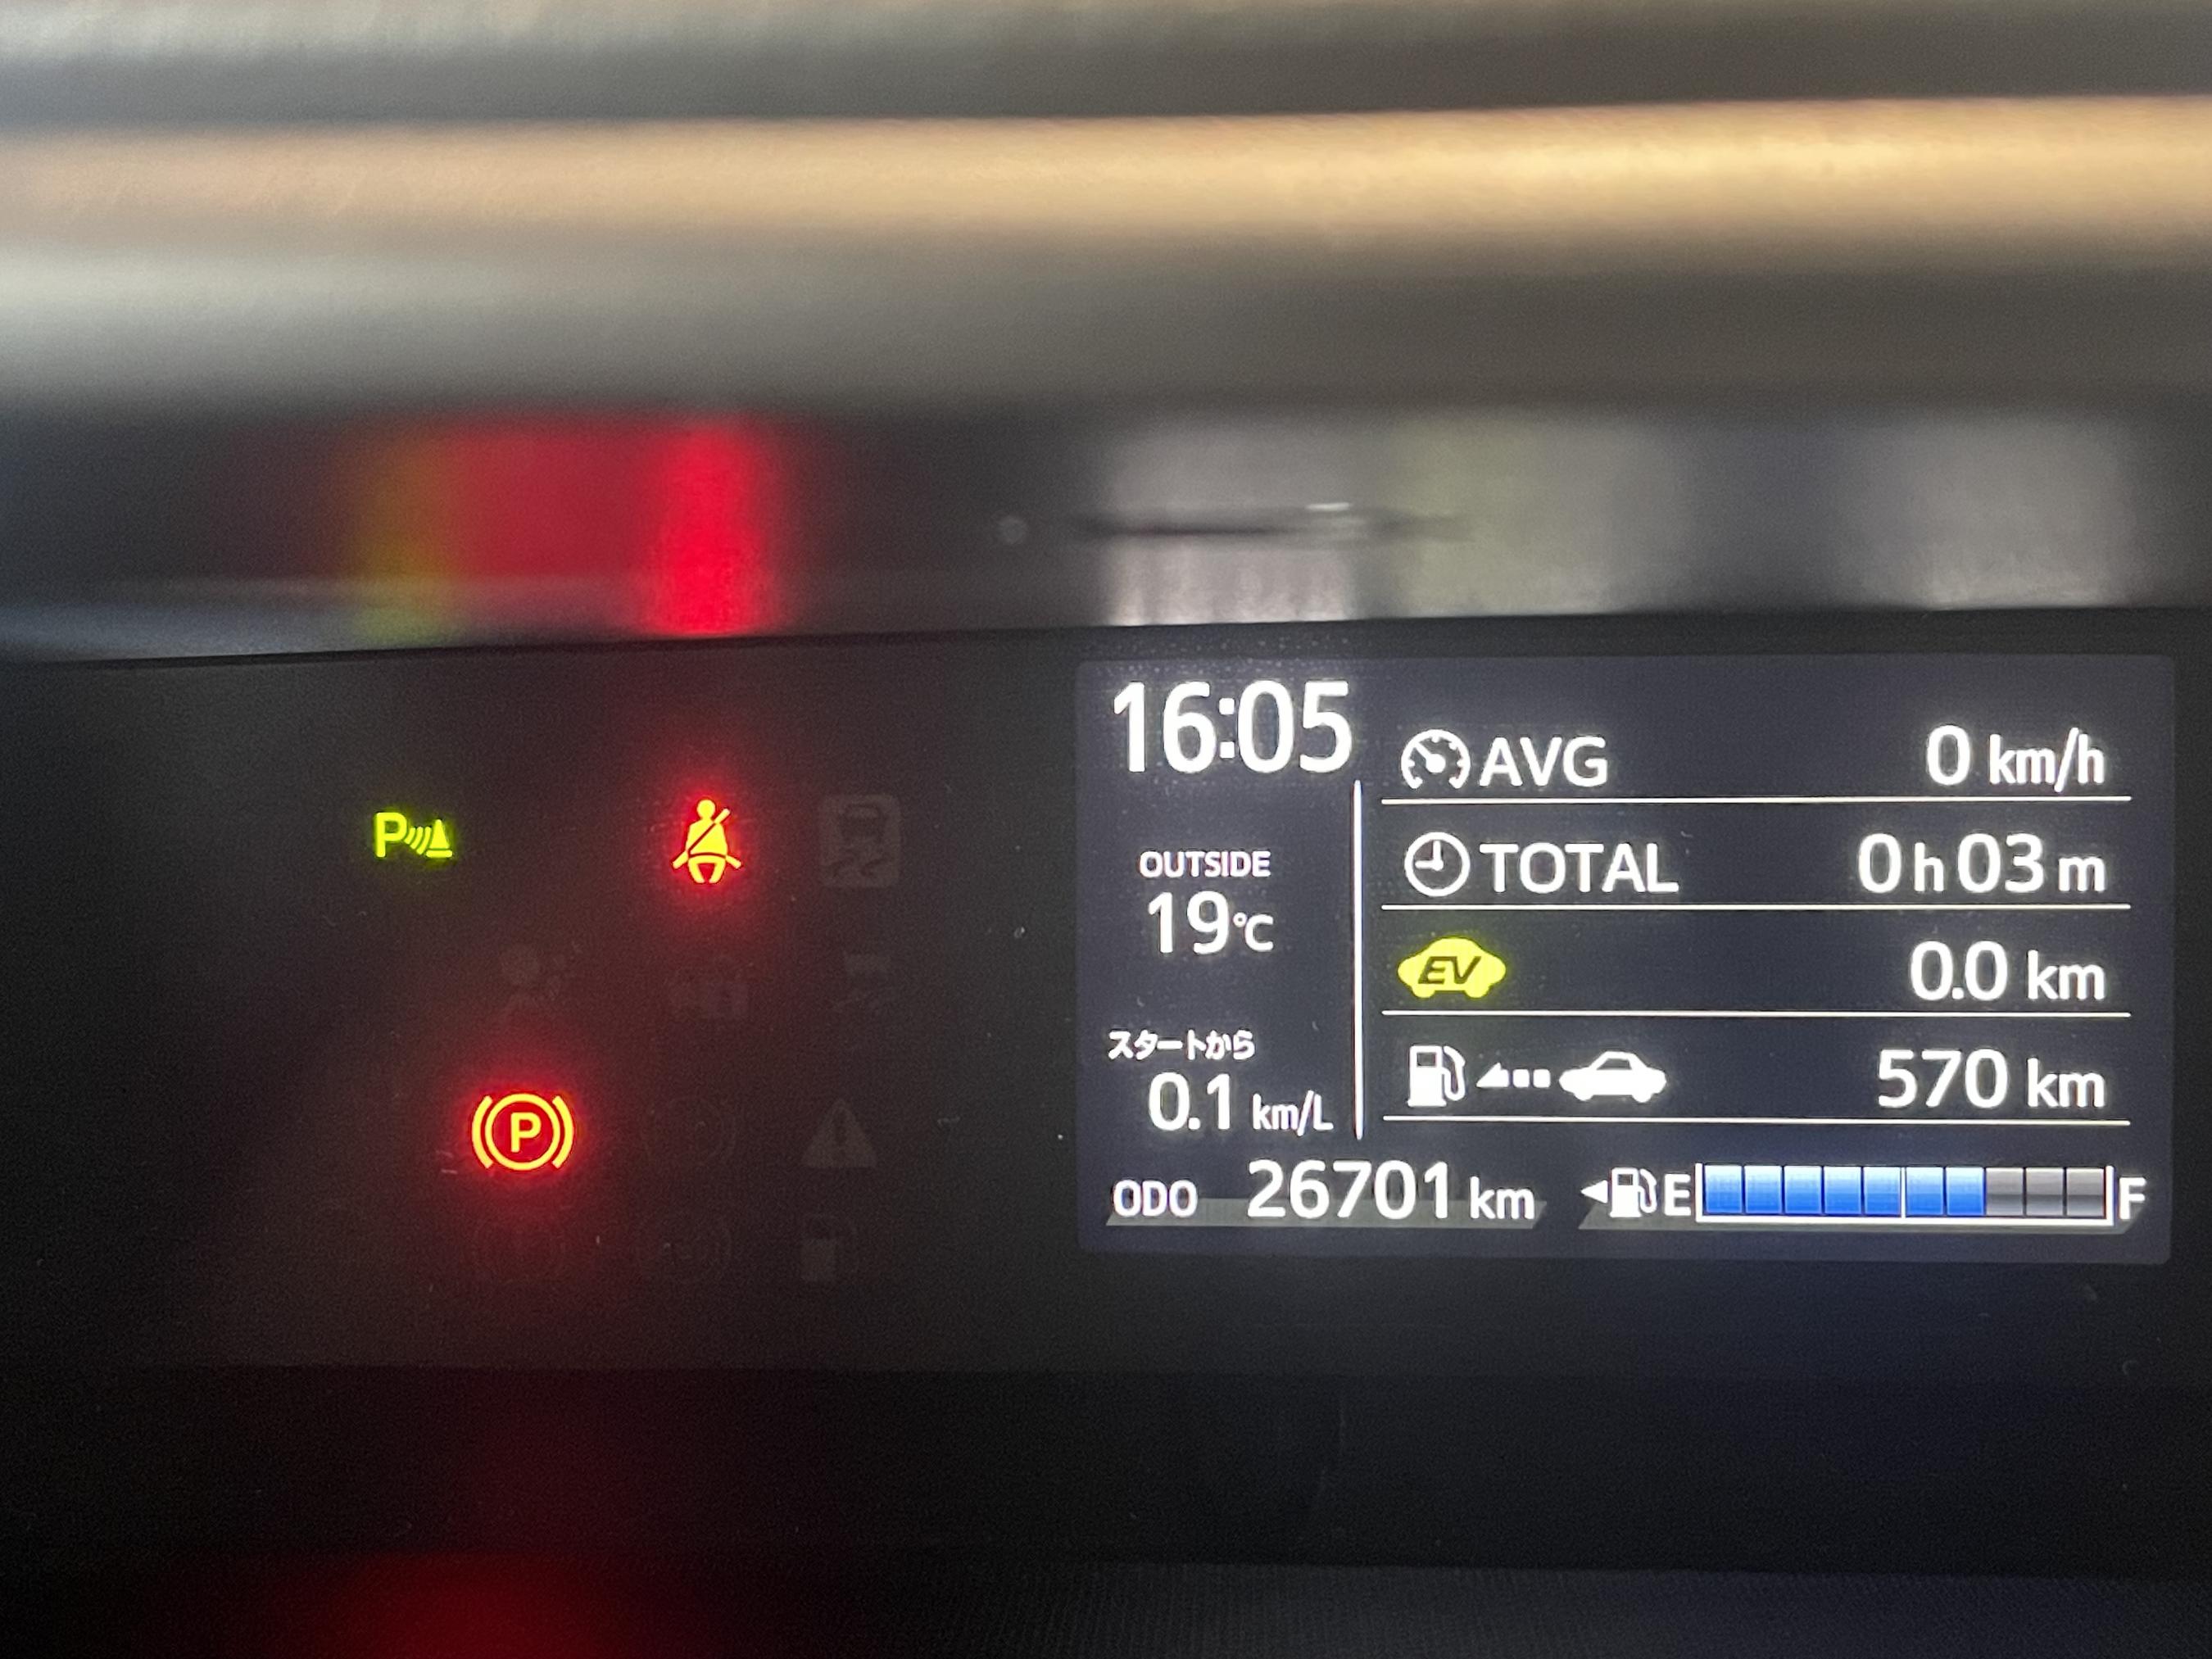 16:05
AVG 0 km/h
TOTAL 0 h 03 m
OUTSIDE
19℃
EV 0.0 km
スタートから
0.1 km/L
570 km
ODO 26701 km
E F
P
P